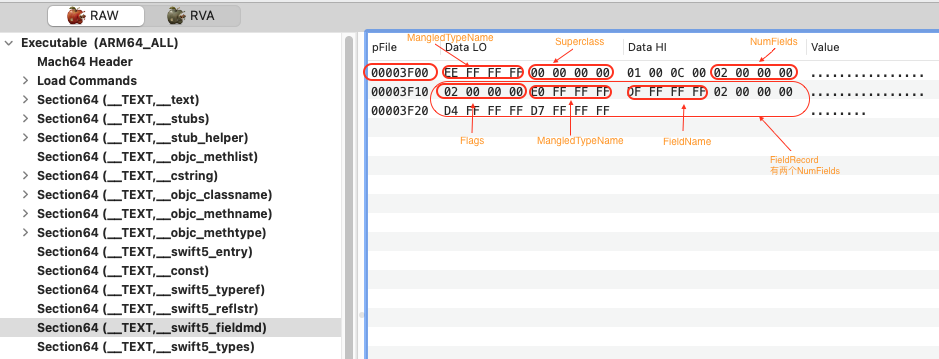 RAW
RVA
Executable (ARM64_ALL)
Mach64 Header
Load Commands
Section64 (__TEXT,__text)
Section64 (__TEXT,__stubs)
Section64 (__TEXT,__stub_helper)
Section64 (__TEXT,__objc_methlist)
Section64 (__TEXT,__cstring)
Section64 (__TEXT,__objc_classname)
Section64 (__TEXT,__objc_methname)
Section64 (__TEXT,__objc_methtype)
Section64 (__TEXT,__swift5_entry)
Section64 (__TEXT,__const)
Section64 (__TEXT,__swift5_typeref)
Section64 (__TEXT,__swift5_reflstr)
Section64 (__TEXT,__swift5_fieldmd)
Section64 (__TEXT,__swift5_types)
MangledTypeName
Superclass
NumFields
pFile Data LO Data HI Value
00003F00 EE FF FF FF 00 00 00 00 01 00 0C 00 02 00 00 00 ................
00003F10 02 00 00 00 E0 FF FF FF DF FF FF FF 02 00 00 00 ................
00003F20 D4 FF FF FF D7 FF FF FF ........
Flags
MangledTypeName
FieldName
FieldRecord
有两个NumFields